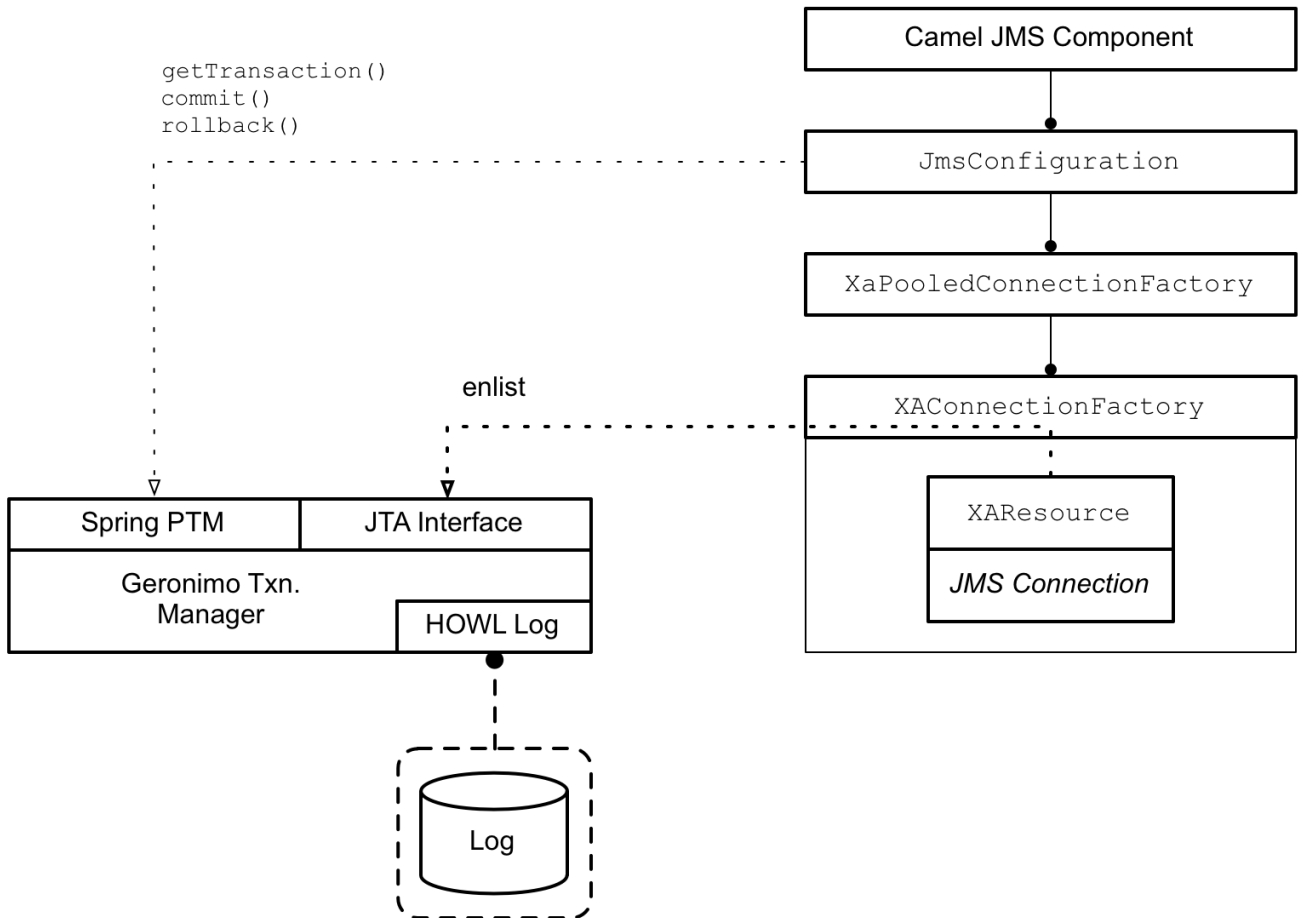 Camel JMS Component
getTransaction()
commit()
rollback()
JmsConfiguration
XaPooledConnectionFactory
enlist
XAConnectionFactory
Spring PTM
JTA Interface
XAResource
Geronimo Txn.
Manager
JMS Connection
HOWL Log
Log